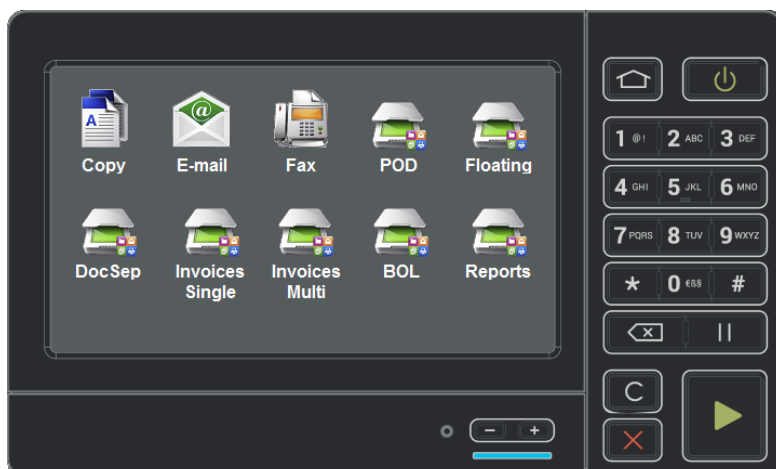 Copy E-mail Fax POD Floating
DocSep Invoices Single Invoices Multi BOL Reports
1 @! 2 ABC 3 DEF
4 GHI 5 JKL 6 MNO
7 PQRS 8 TUV 9 WXYZ
* 0 €ß§ #
C
− +